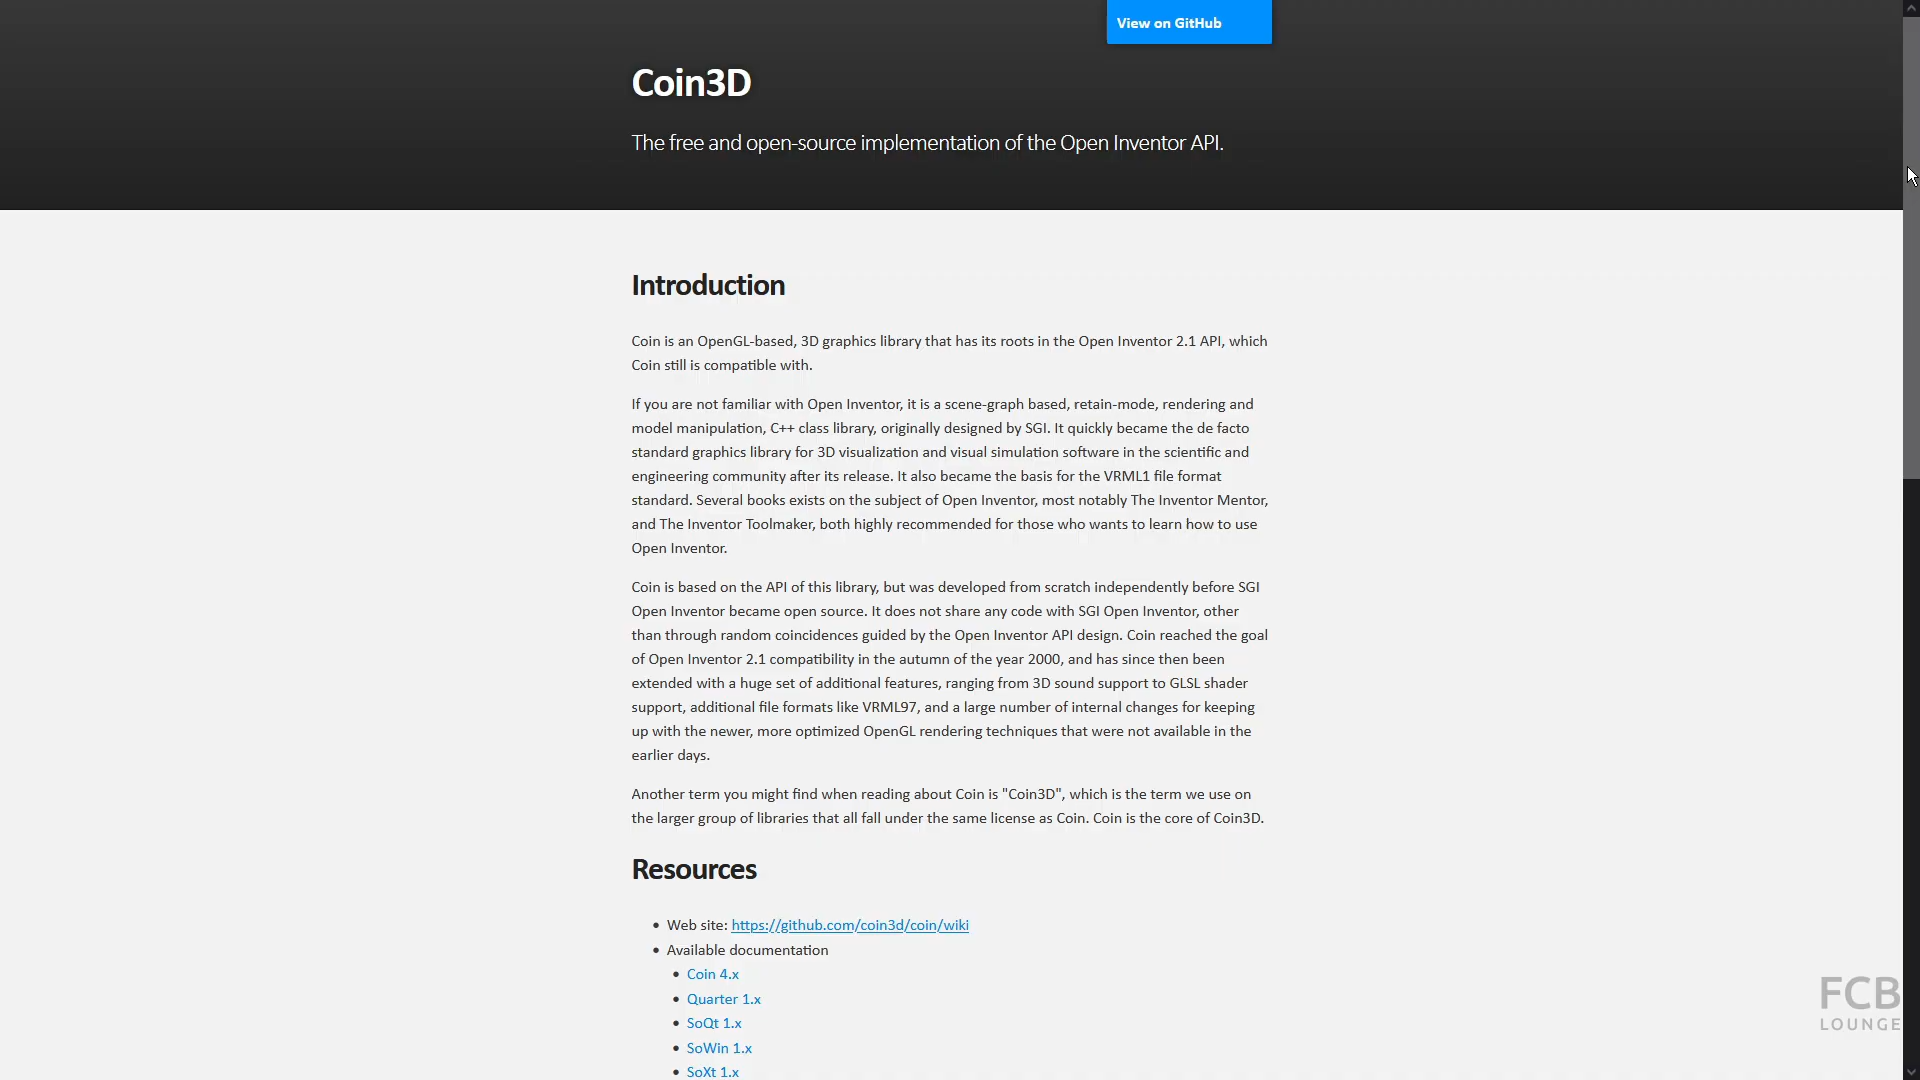 View on GitHub
Coin3D
The free and open-source implementation of the Open Inventor API.
Introduction
Coin is an OpenGL-based, 3D graphics library that has its roots in the Open Inventor 2.1 API, which
Coin still is compatible with.
If you are not familiar with Open Inventor, it is a scene-graph based, retain-mode, rendering and
model manipulation, C++ class library, originally designed by SGI. It quickly became the de facto
standard graphics library for 3D visualization and visual simulation software in the scientific and
engineering community after its release. It also became the basis for the VRML1 file format
standard. Several books exists on the subject of Open Inventor, most notably The Inventor Mentor,
and The Inventor Toolmaker, both highly recommended for those who wants to learn how to use
Open Inventor.
Coin is based on the API of this library, but was developed from scratch independently before SGI
Open Inventor became open source. It does not share any code with SGI Open Inventor, other
than through random coincidences guided by the Open Inventor API design. Coin reached the goal
of Open Inventor 2.1 compatibility in the autumn of the year 2000, and has since then been
extended with a huge set of additional features, ranging from 3D sound support to GLSL shader
support, additional file formats like VRML97, and a large number of internal changes for keeping
up with the newer, more optimized OpenGL rendering techniques that were not available in the
earlier days.
Another term you might find when reading about Coin is "Coin3D", which is the term we use on
the larger group of libraries that all fall under the same license as Coin. Coin is the core of Coin3D.
Resources
• Web site: https://github.com/coin3d/coin/wiki
• Available documentation
• Coin 4.x
• Quarter 1.x
• SoQt 1.x
• SoWin 1.x
• SoXt 1.x
FCB
LOUNGE